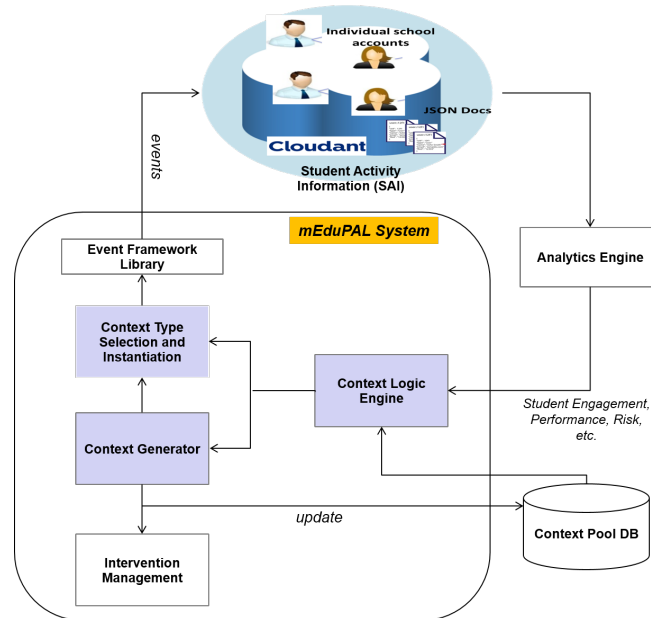 Individual school
accounts
JSON Docs
Cloudant
Student Activity
Information (SAI)
events
mEduPAL System
Event Framework
Library
Analytics Engine
Context Type
Selection and
Instantiation
Context Logic
Engine
Student Engagement,
Performance, Risk,
etc.
Context Generator
update
Context Pool DB
Intervention
Management